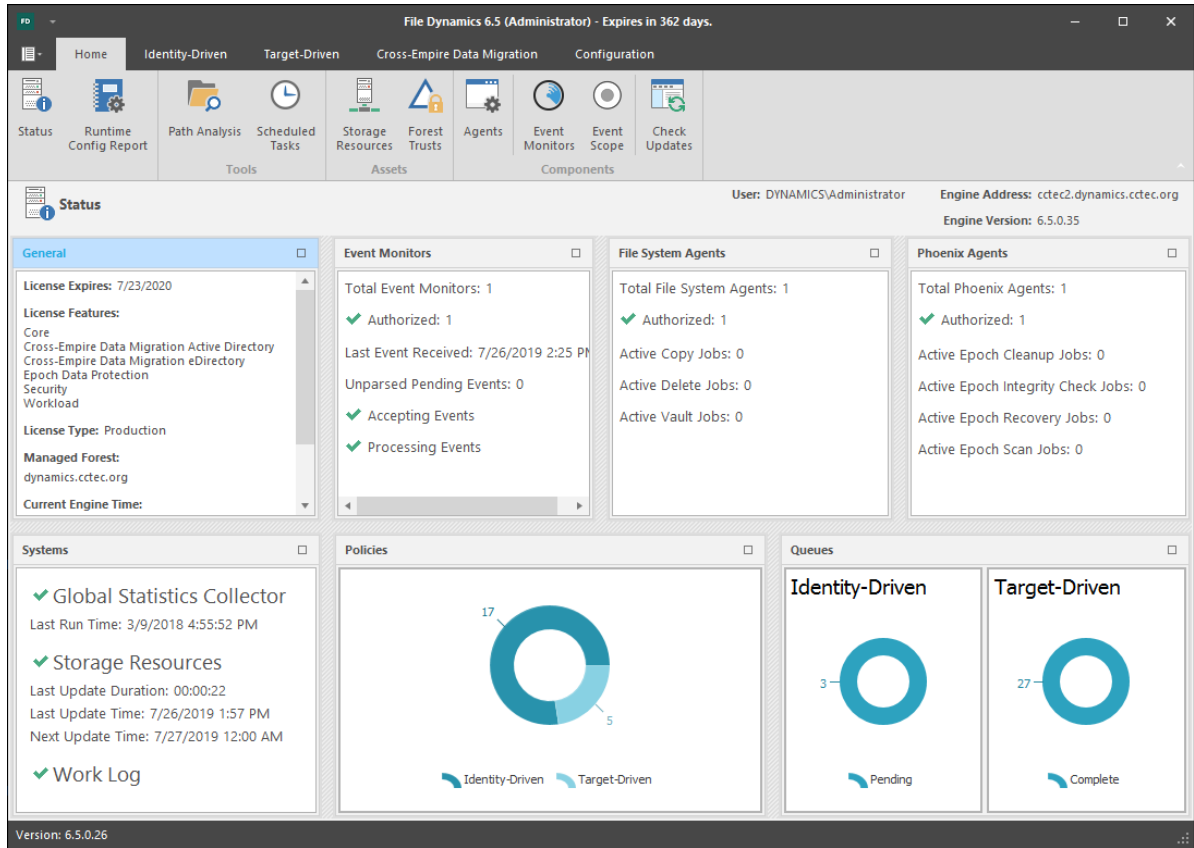 FD
File Dynamics 6.5 (Administrator) - Expires in 362 days.
Home Identity-Driven Target-Driven Cross-Empire Data Migration Configuration
Status
Runtime
Config Report
Path Analysis
Scheduled
Tasks
Tools
Storage
Resources
Forest
Trusts
Assets
Agents
Event
Monitors
Event
Scope
Check
Updates
Components
Status
User: DYNAMICS\Administrator
Engine Address: cctec2.dynamics.cctec.org
Engine Version: 6.5.0.35
General
License Expires: 7/23/2020
License Features:
Core
Cross-Empire Data Migration Active Directory
Cross-Empire Data Migration eDirectory
Epoch Data Protection
Security
Workload
License Type: Production
Managed Forest:
dynamics.cctec.org
Current Engine Time:
Event Monitors
Total Event Monitors: 1
Authorized: 1
Last Event Received: 7/26/2019 2:25 PM
Unparsed Pending Events: 0
Accepting Events
Processing Events
File System Agents
Total File System Agents: 1
Authorized: 1
Active Copy Jobs: 0
Active Delete Jobs: 0
Active Vault Jobs: 0
Phoenix Agents
Total Phoenix Agents: 1
Authorized: 1
Active Epoch Cleanup Jobs: 0
Active Epoch Integrity Check Jobs: 0
Active Epoch Recovery Jobs: 0
Active Epoch Scan Jobs: 0
Systems
Global Statistics Collector
Last Run Time: 3/9/2018 4:55:52 PM
Storage Resources
Last Update Duration: 00:00:22
Last Update Time: 7/26/2019 1:57 PM
Next Update Time: 7/27/2019 12:00 AM
Work Log
Policies
17
5
Identity-Driven Target-Driven
Queues
Identity-Driven
3
Pending
Target-Driven
27
Complete
Version: 6.5.0.26